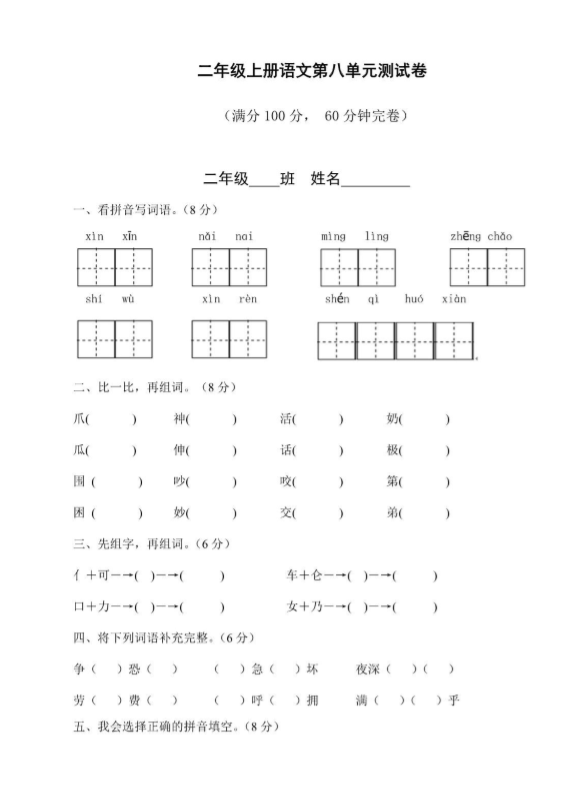 二年级上册语文第八单元测试卷
（满分 100 分， 60 分钟完卷）
二年级____班 姓名_________
一、看拼音写词语。（8 分）
xìn xīn nǎi nai mìng lìng zhēng chǎo
shí wù xìn rèn shén qì huó xiàn
。
二、比一比，再组词。（8 分）
爪( ) 神( ) 活( ) 奶( )
瓜( ) 伸( ) 话( ) 极( )
围 ( ) 吵( ) 咬( ) 第( )
困 ( ) 妙( ) 交( ) 弟( )
三、先组字，再组词。（6 分）
亻＋可－→( )－→( ) 车＋仑－→( )－→( )
口＋力－→( )－→( ) 女＋乃－→( )－→( )
四、将下列词语补充完整。（6 分）
争（ ）恐（ ） （ ）急（ ）坏 夜深（ ）（ ）
劳（ ）费（ ） （ ）呼（ ）拥 满（ ）（ ）乎
五、我会选择正确的拼音填空。（8 分）